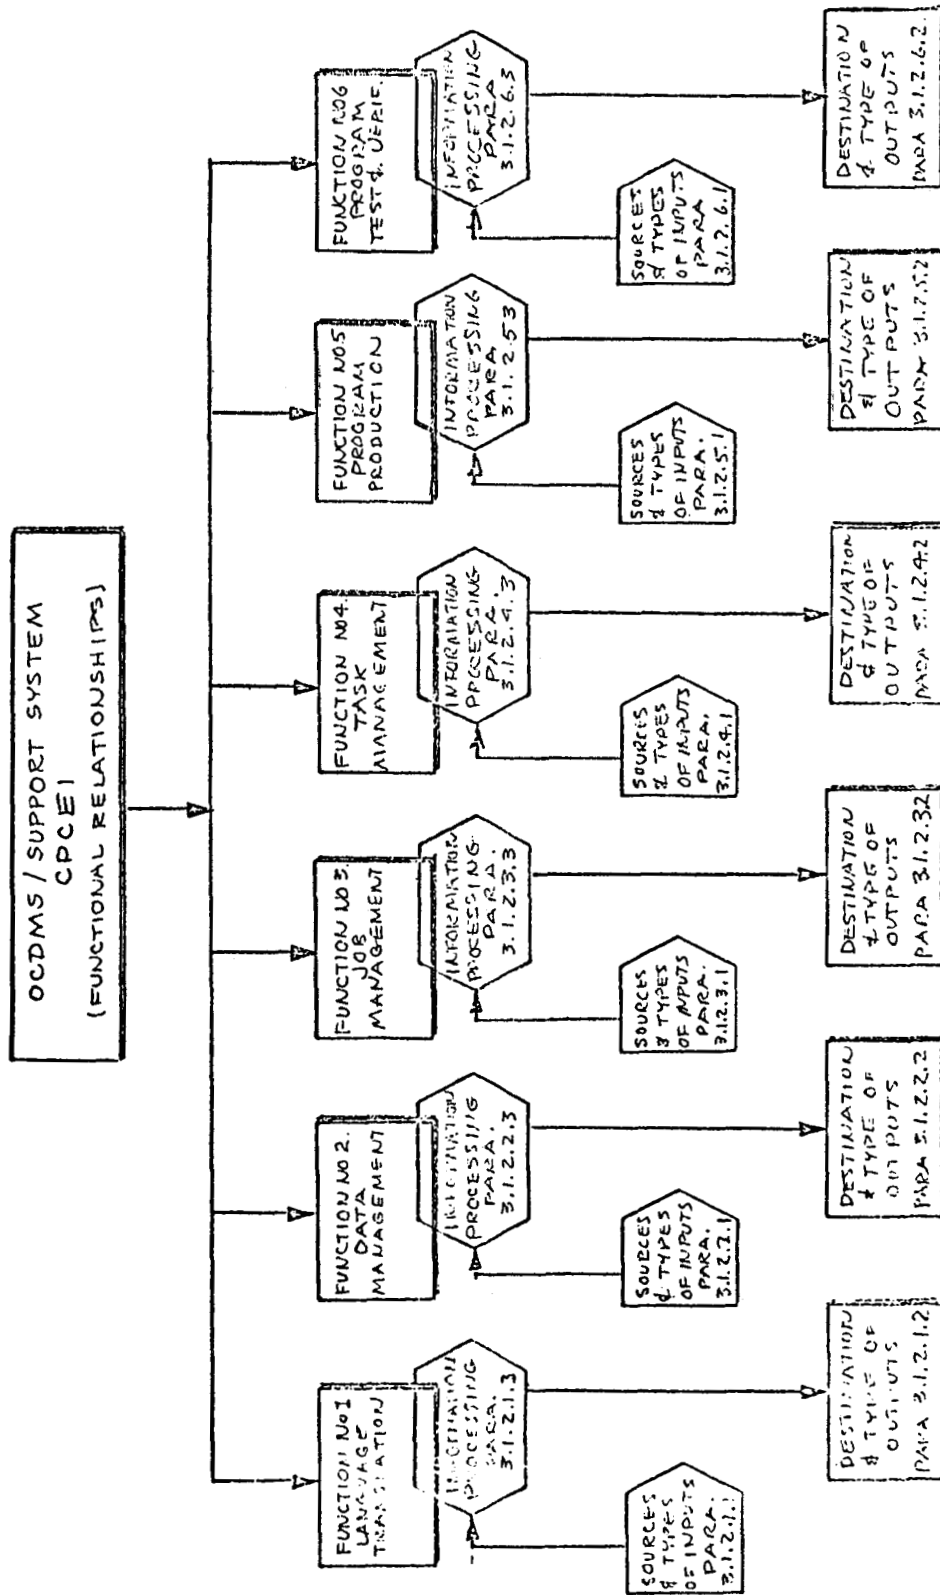 OCDMS / SUPPORT SYSTEM
CPCEI
(FUNCTIONAL RELATIONSHIPS)
FUNCTION No1
LANGUAGE
TRANSLATION
INFORMATION
PROCESSING
PARA.
3.1.2.1.3
SOURCES
& TYPES
OF INPUTS
PARA.
3.1.2.1.1
DESTINATION
& TYPE OF
OUTPUTS
PARA 3.1.2.1.2
FUNCTION NO 2.
DATA
MANAGEMENT
INFORMATION
PROCESSING
PARA.
3.1.2.2.3
SOURCES
& TYPES
OF INPUTS
PARA.
3.1.2.2.1
DESTINATION
& TYPE OF
OUTPUTS
PARA 3.1.2.2.2
FUNCTION NO 3.
JOB
MANAGEMENT
INFORMATION
PROCESSING
PARA.
3.1.2.3.3
SOURCES
& TYPES
OF INPUTS
PARA.
3.1.2.3.1
DESTINATION
& TYPE OF
OUTPUTS
PARA 3.1.2.32
FUNCTION NO4.
TASK
MANAGEMENT
INFORMATION
PROCESSING
PARA.
3.1.2.4.3
SOURCES
& TYPES
OF INPUTS
PARA.
3.1.2.4.1
DESTINATION
& TYPE OF
OUTPUTS
PARA 3.1.2.4.2
FUNCTION NO.5
PROGRAM
PRODUCTION
INFORMATION
PROCESSING
PARA
3.1.2.53
SOURCES
& TYPES
OF INPUTS
PARA.
3.1.2.5.1
DESTINATION
& TYPE OF
OUTPUTS
PARA 3.1.2.5.2
FUNCTION NO6
PROGRAM
TEST & VERIF.
INFORMATION
PROCESSING
PARA
3.1.2.6.3
SOURCES
& TYPES
OF INPUTS
PARA
3.1.2.6.1
DESTINATION
& TYPE OF
OUTPUTS
PARA 3.1.2.6.2.